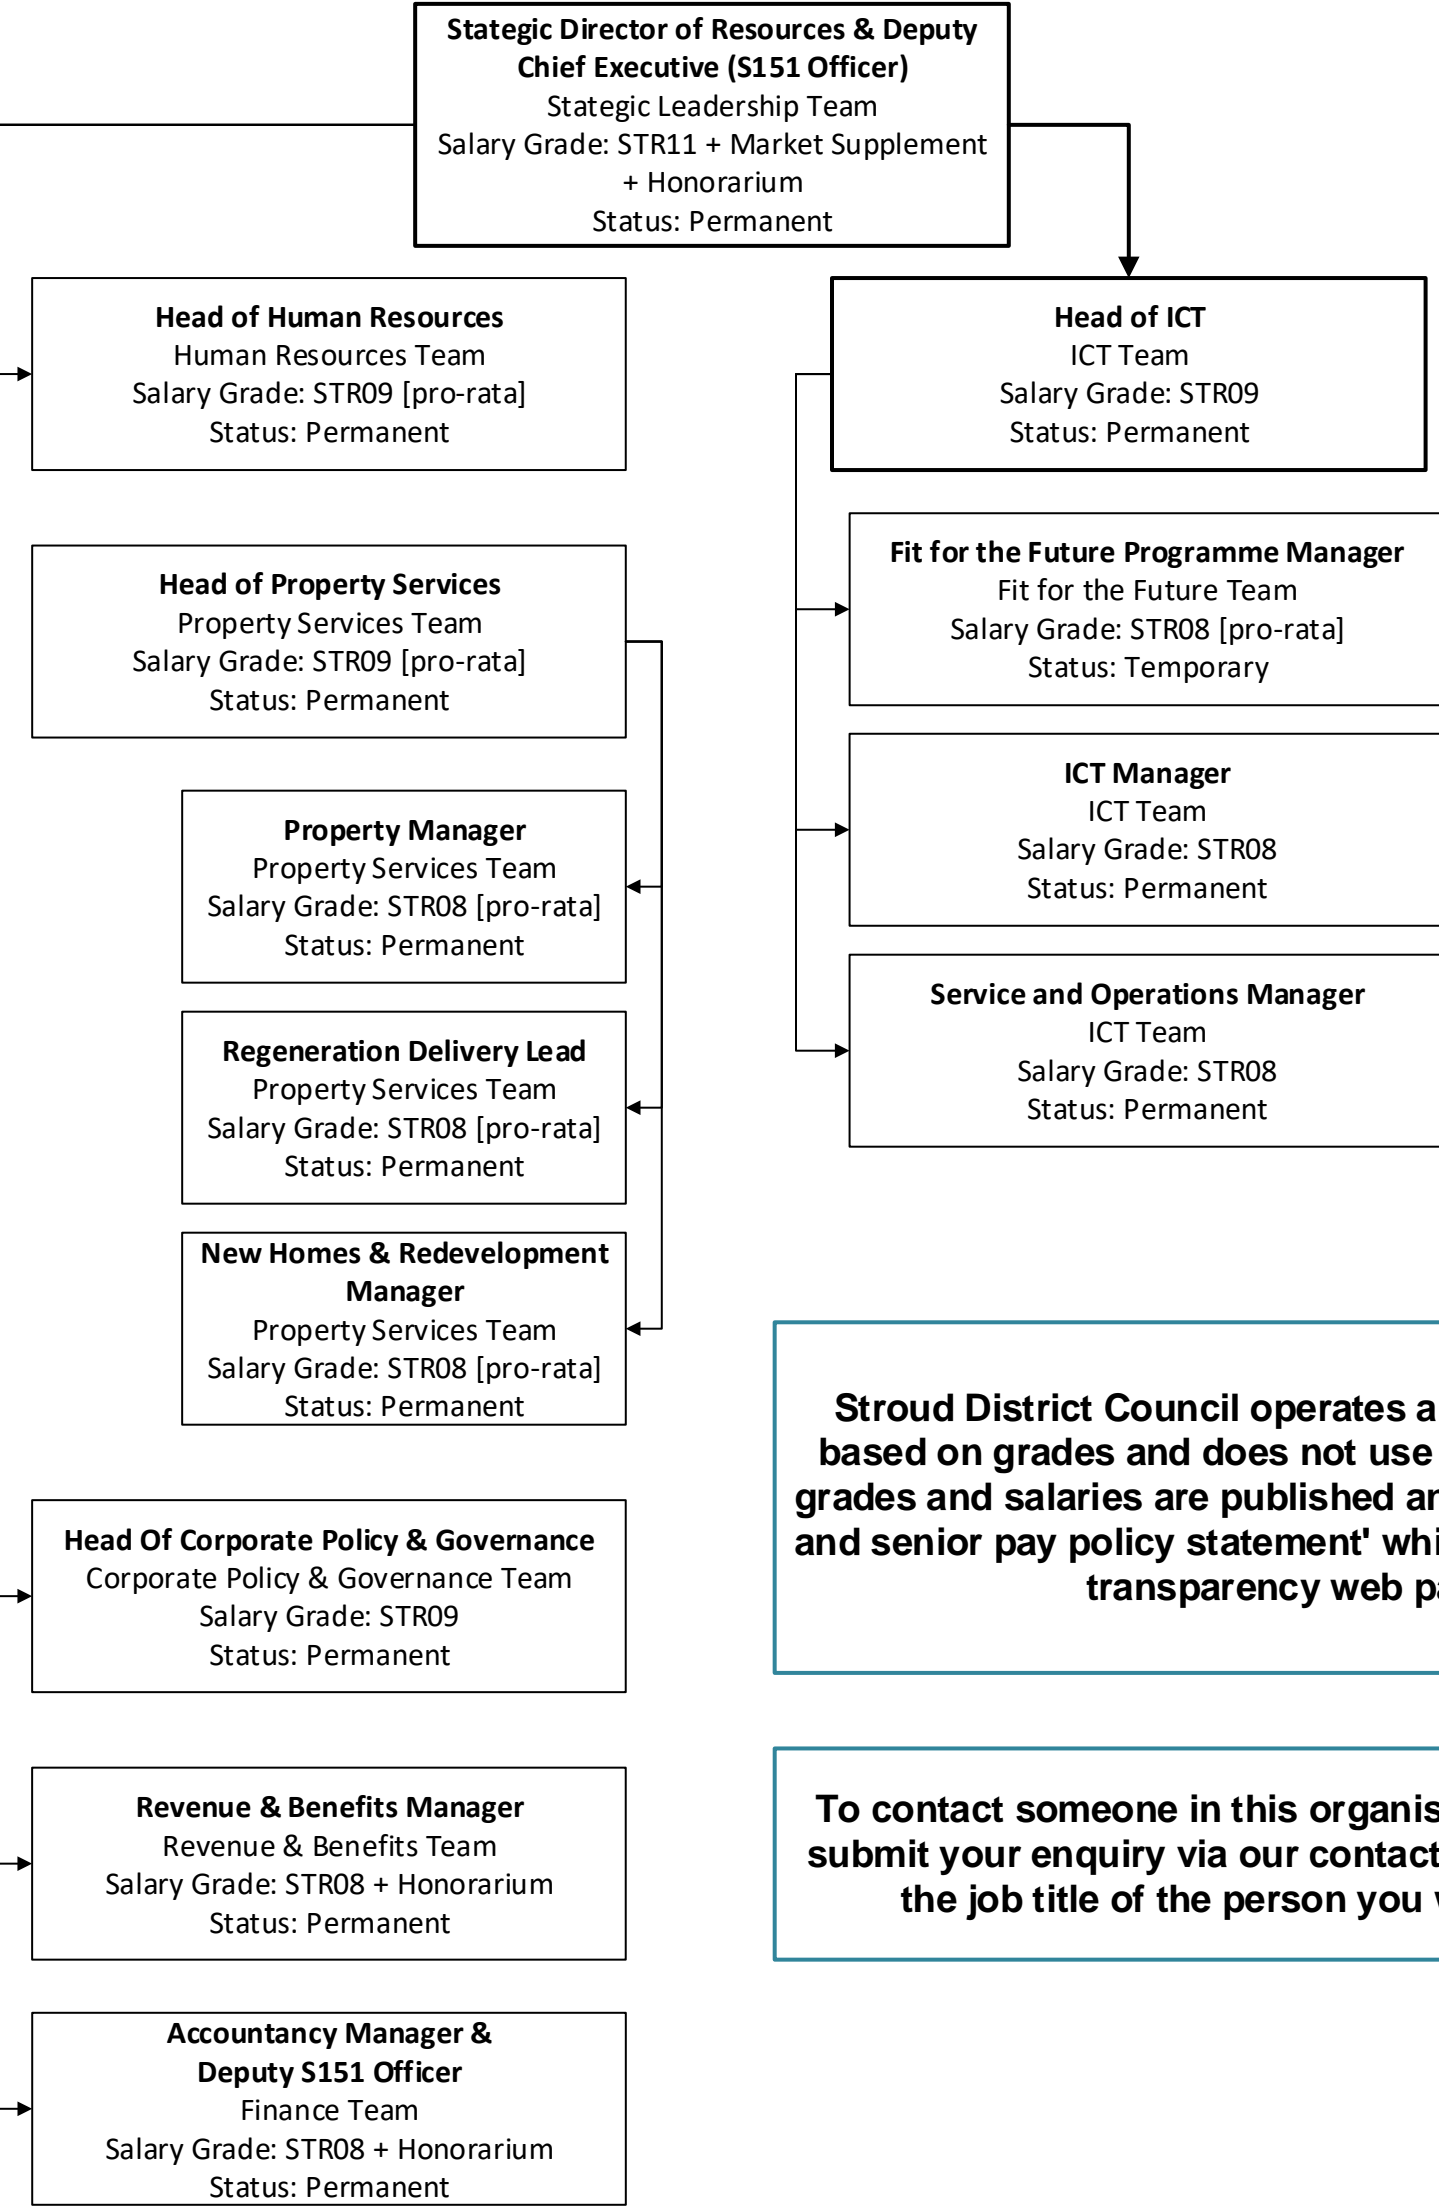 Stategic Director of Resources & Deputy
Chief Executive (S151 Officer)
Stategic Leadership Team
Salary Grade: STR11 + Market Supplement
+ Honorarium
Status: Permanent
Head of Human Resources
Human Resources Team
Salary Grade: STR09 [pro-rata]
Status: Permanent
Head of Property Services
Property Services Team
Salary Grade: STR09 [pro-rata]
Status: Permanent
Property Manager
Property Services Team
Salary Grade: STR08 [pro-rata]
Status: Permanent
Regeneration Delivery Lead
Property Services Team
Salary Grade: STR08 [pro-rata]
Status: Permanent
New Homes & Redevelopment
Manager
Property Services Team
Salary Grade: STR08 [pro-rata]
Status: Permanent
Head Of Corporate Policy & Governance
Corporate Policy & Governance Team
Salary Grade: STR09
Status: Permanent
Revenue & Benefits Manager
Revenue & Benefits Team
Salary Grade: STR08 + Honorarium
Status: Permanent
Accountancy Manager &
Deputy S151 Officer
Finance Team
Salary Grade: STR08 + Honorarium
Status: Permanent
Head of ICT
ICT Team
Salary Grade: STR09
Status: Permanent
Fit for the Future Programme Manager
Fit for the Future Team
Salary Grade: STR08 [pro-rata]
Status: Temporary
ICT Manager
ICT Team
Salary Grade: STR08
Status: Permanent
Service and Operations Manager
ICT Team
Salary Grade: STR08
Status: Permanent
Stroud District Council operates a
based on grades and does not use
grades and salaries are published
and senior pay policy statement'
transparency web
To contact someone in this
submit your enquiry via our contact
the job title of the person you